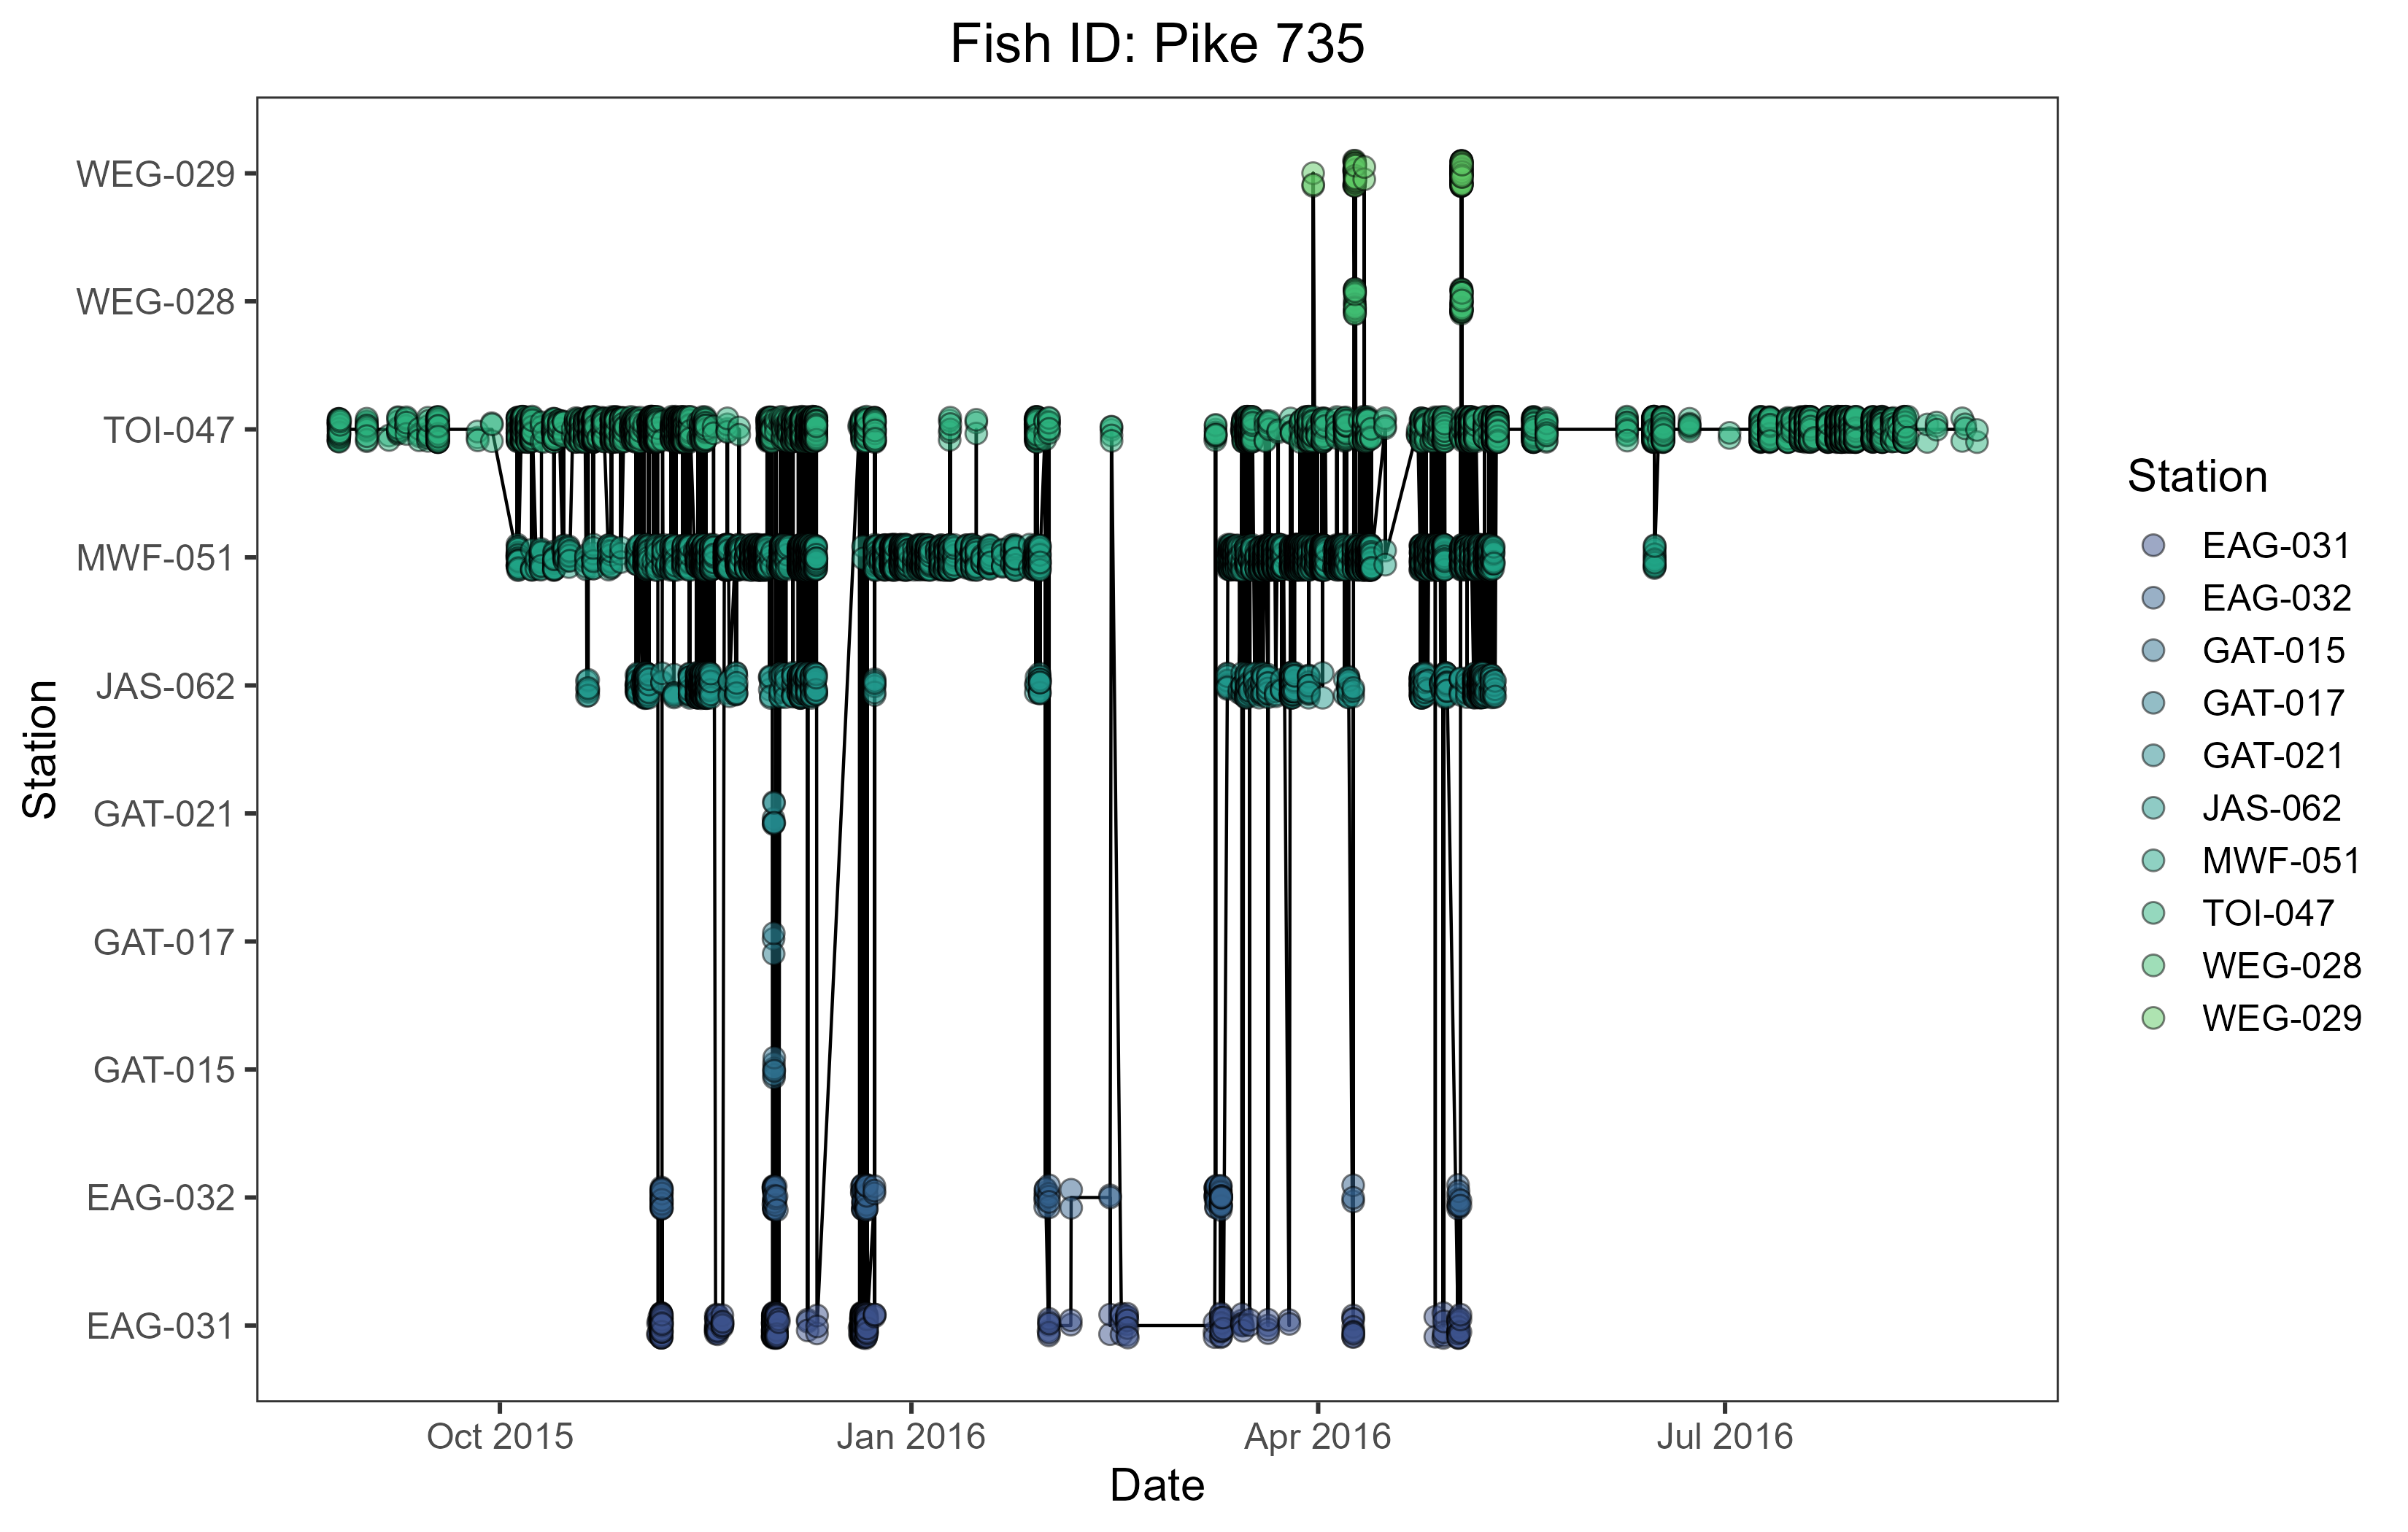 Fish ID: Pike 735
WEG-029
WEG-028
TOI-047
MWF-051
JAS-062
GAT-021
GAT-017
GAT-015
EAG-032
EAG-031
Station
Oct 2015
Jan 2016
Apr 2016
Jul 2016
Date
Station
EAG-031
EAG-032
GAT-015
GAT-017
GAT-021
JAS-062
MWF-051
TOI-047
WEG-028
WEG-029